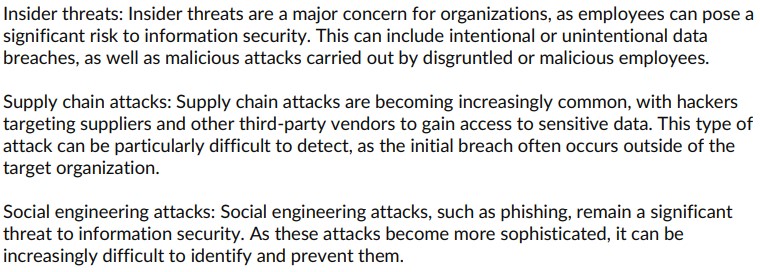 Insider threats: Insider threats are a major concern for organizations, as employees can pose a
significant risk to information security. This can include intentional or unintentional data
breaches, as well as malicious attacks carried out by disgruntled or malicious employees.
Supply chain attacks: Supply chain attacks are becoming increasingly common, with hackers
targeting suppliers and other third-party vendors to gain access to sensitive data. This type of
attack can be particularly difficult to detect, as the initial breach often occurs outside of the
target organization.
Social engineering attacks: Social engineering attacks, such as phishing, remain a significant
threat to information security. As these attacks become more sophisticated, it can be
increasingly difficult to identify and prevent them.